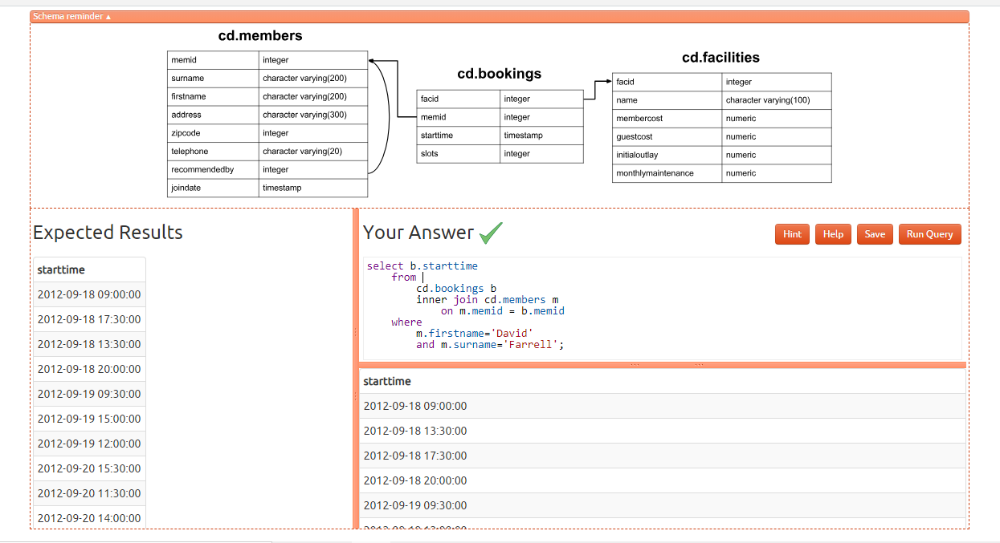 Schema reminder ▲
cd.members
memid integer
surname character varying(200)
firstname character varying(200)
address character varying(300)
zipcode integer
telephone character varying(20)
recommendedby integer
joindate timestamp
cd.bookings
facid integer
memid integer
starttime timestamp
slots integer
cd.facilities
facid integer
name character varying(100)
membercost numeric
guestcost numeric
initialoutlay numeric
monthlymaintenance numeric
Expected Results
starttime
2012-09-18 09:00:00
2012-09-18 17:30:00
2012-09-18 13:30:00
2012-09-18 20:00:00
2012-09-19 09:30:00
2012-09-19 15:00:00
2012-09-19 12:00:00
2012-09-20 15:30:00
2012-09-20 11:30:00
2012-09-20 14:00:00
Your Answer
Hint Help Save Run Query
select b.starttime
from
cd.bookings b
inner join cd.members m
on m.memid = b.memid
where
m.firstname='David'
and m.surname='Farrell';
starttime
2012-09-18 09:00:00
2012-09-18 13:30:00
2012-09-18 17:30:00
2012-09-18 20:00:00
2012-09-19 09:30:00